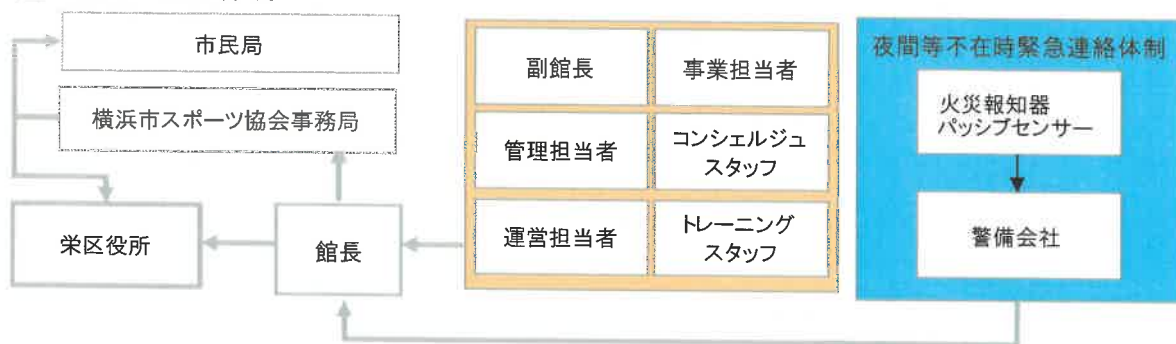 市民局
横浜市スポーツ協会事務局
栄区役所
館長
副館長
事業担当者
管理担当者
コンシェルジュ
スタッフ
運営担当者
トレーニング
スタッフ
夜間等不在時緊急連絡体制
火災報知器
パッシブセンサー
警備会社